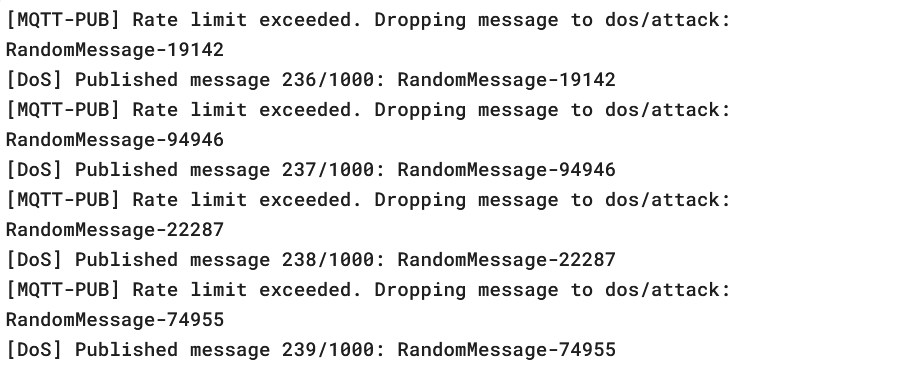 [MQTT-PUB] Rate limit exceeded. Dropping message to dos/attack:
RandomMessage-19142
[DoS] Published message 236/1000: RandomMessage-19142
[MQTT-PUB] Rate limit exceeded. Dropping message to dos/attack:
RandomMessage-94946
[DoS] Published message 237/1000: RandomMessage-94946
[MQTT-PUB] Rate limit exceeded. Dropping message to dos/attack:
RandomMessage-22287
[DoS] Published message 238/1000: RandomMessage-22287
[MQTT-PUB] Rate limit exceeded. Dropping message to dos/attack:
RandomMessage-74955
[DoS] Published message 239/1000: RandomMessage-74955